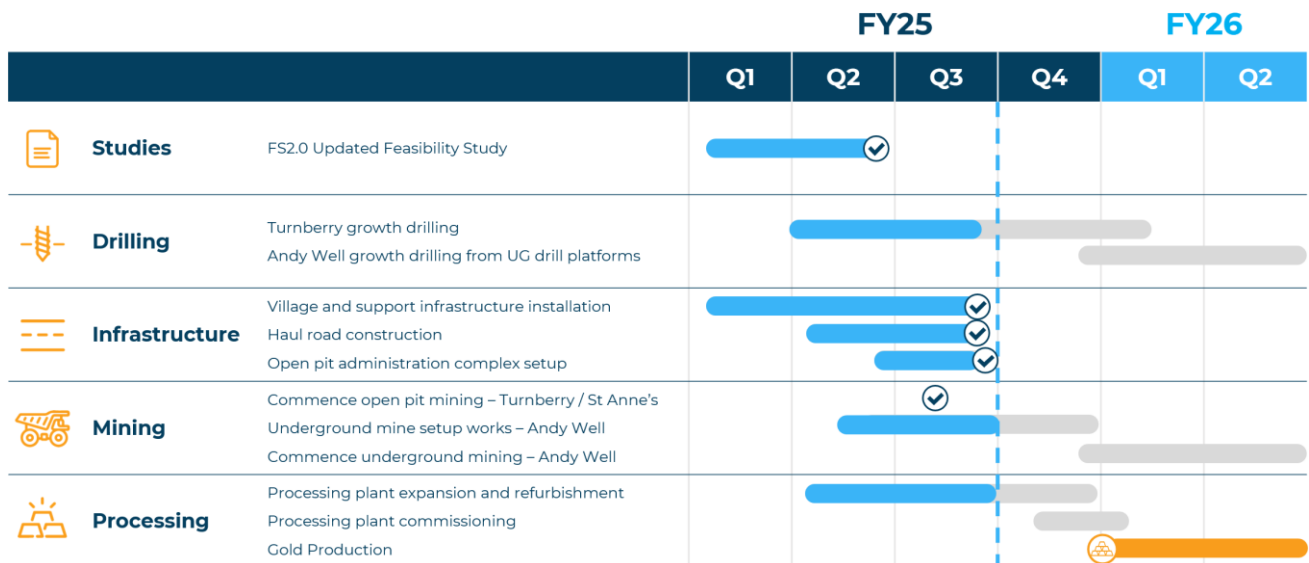 FY25 FY26
Q1 Q2 Q3 Q4 Q1 Q2
Studies FS2.0 Updated Feasibility Study
Drilling
Turnberry growth drilling
Andy Well growth drilling from UG drill platforms
Infrastructure
Village and support infrastructure installation
Haul road construction
Open pit administration complex setup
Mining
Commence open pit mining – Turnberry / St Anne’s
Underground mine setup works – Andy Well
Commence underground mining – Andy Well
Processing
Processing plant expansion and refurbishment
Processing plant commissioning
Gold Production